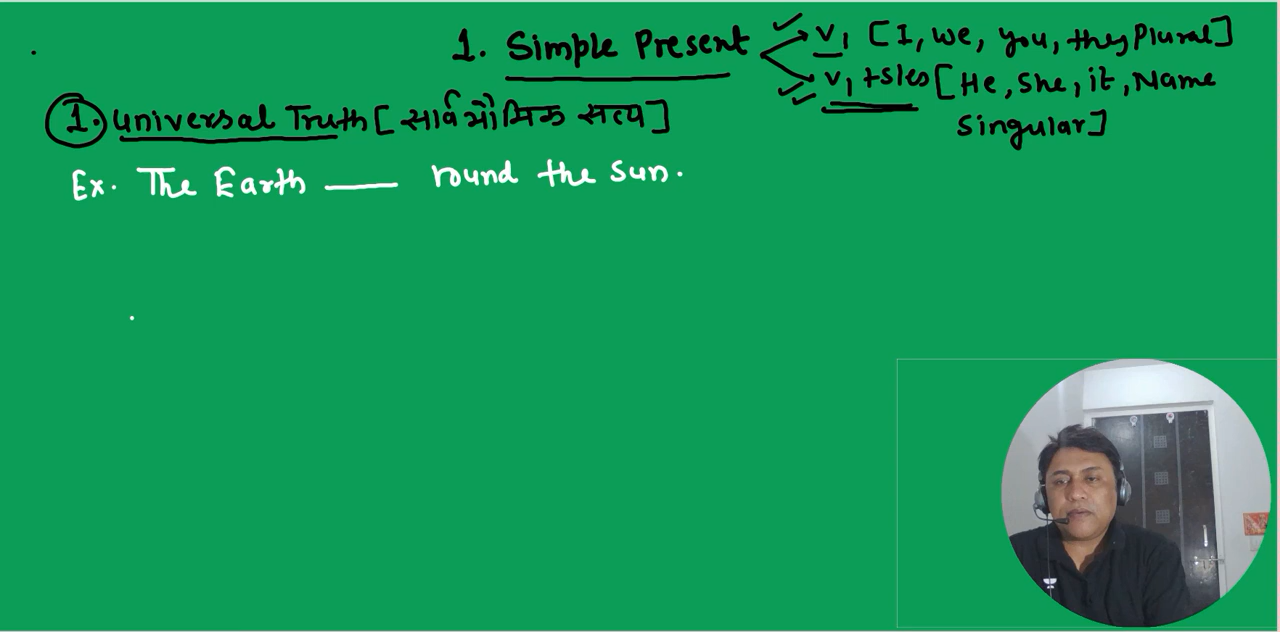 1. Simple Present
V1 [I, we, you, they Plural]
V1 + s/es [He, She, it, Name
Singular]
1. Universal Truth [सार्वभौमिक सत्य]
Ex. The Earth ___ round the Sun.